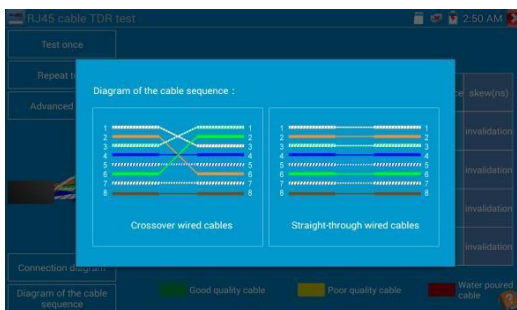 RJ45 cable TDR test
2:50 AM
Test once
Repeat t
Advanced
ce
skew(ns)
invalidation
invalidation
invalidation
invalidation
Diagram of the cable sequence :
1 1
2 2
3 3
4 4
5 5
6 6
7 7
8 8
Crossover wired cables
1 1
2 2
3 3
4 4
5 5
6 6
7 7
8 8
Straight-through wired cables
Connection diagram
Diagram of the cable
sequence
Good quality cable
Poor quality cable
Water poured
cable